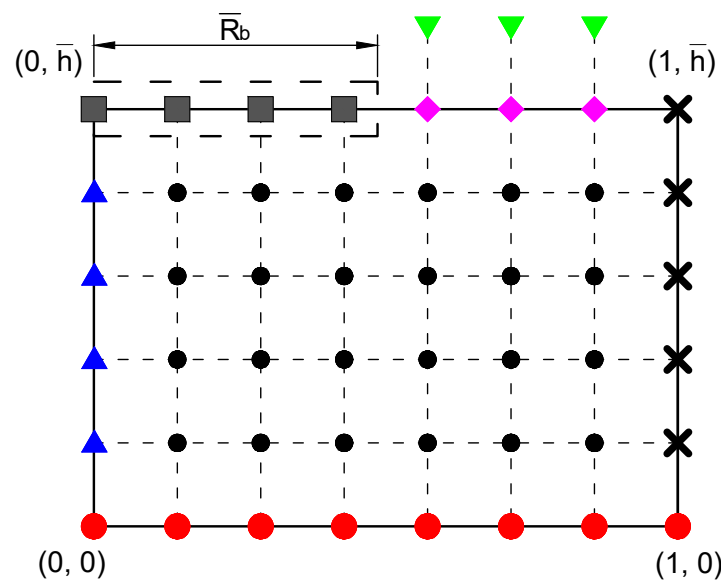 R̅b
(0, h̅)
(1, h̅)
(0, 0)
(1, 0)